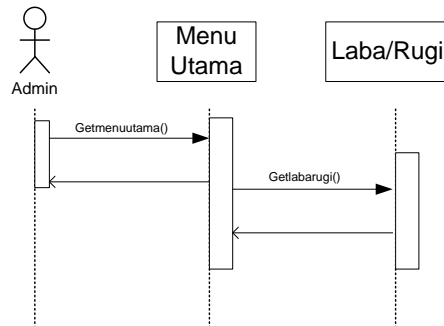 Menu
Utama
Laba/Rugi
Admin
Getmenuutama()
Getlabarugi()